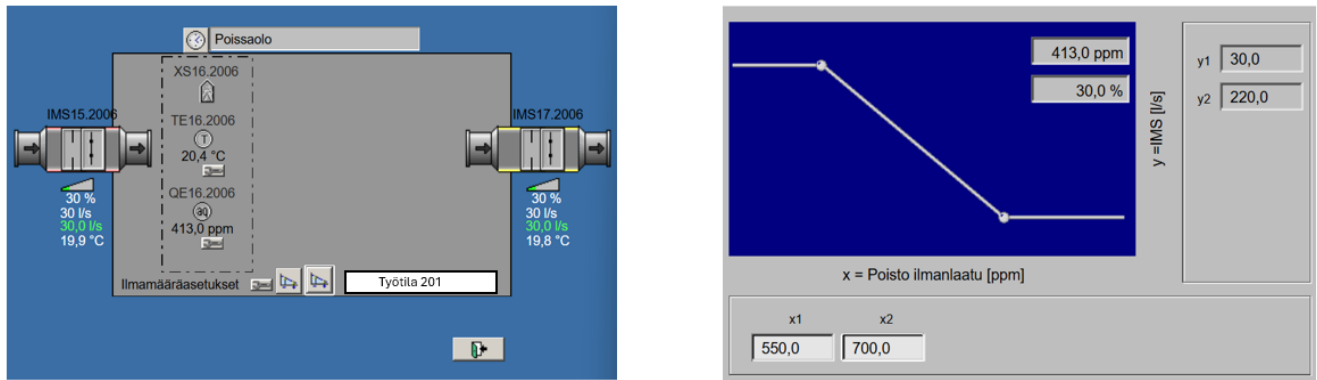 Poissaolo
XS16.2006
IMS15.2006
TE16.2006
T
20,4 °C
IMS17.2006
QE16.2006
aq
413,0 ppm
30 %
30 l/s
30,0 l/s
19,9 °C
30 %
30 l/s
30,0 l/s
19,8 °C
Ilmamääräasetukset
Työtila 201
413,0 ppm
30,0 %
y =IMS [l/s]
y1 30,0
y2 220,0
x = Poisto ilmanlaatu [ppm]
x1 x2
550,0 700,0